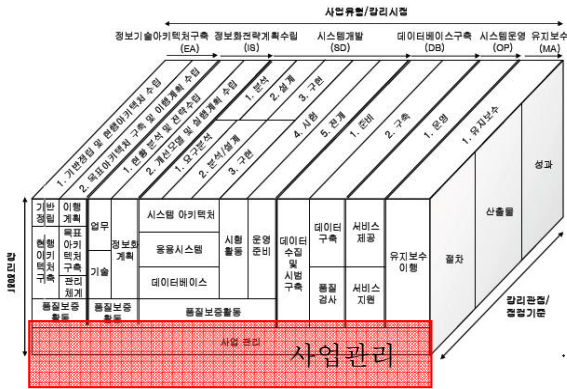 사업유형/감리시점
정보기술아키텍처구축 정보화전략계획수립 시스템개발 데이터베이스구축 시스템운영 유지보수
(EA) (IS) (SD) (DB) (OP) (MA)
1. 기반정립 및 현행아키텍처 수립
2. 목표아키텍처 구축 및 이행계획 수립
1. 현황 분석 및 전략수립
2. 개선모델 및 실행계획 수립
1. 분석
2. 설계
3. 구현
1. 요구분석
2. 분석/설계
3. 구현
4. 시험
5. 전개
1. 준비
2. 구축
1. 운영
1. 유지보수
기반
정립
이행
계획
현행
아키
텍처
구축
목표
아키
텍처
구축
관리
체계
품질보증
활동
업무
기술
정보화
계획
품질보증
활동
시스템 아키텍처
응용시스템
데이터베이스
시험
활동
운영
준비
품질보증활동
데이터
수집
및
시범
구축
데이터
구축
품질
검사
서비스
제공
서비스
지원
유지보수
이행
절차
산출물
성과
감리영역
감리관점/
점검기준
사업 관리
사업관리